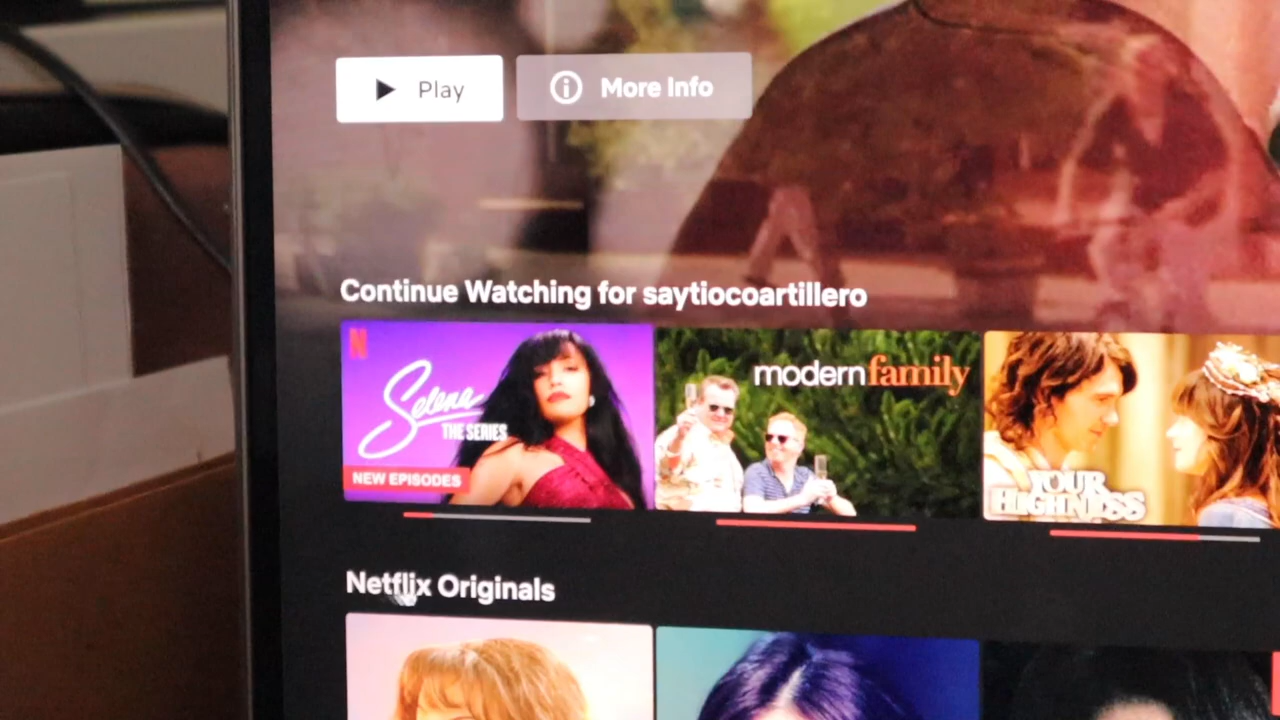 Play
More Info
Continue Watching for saytiocoartillero
N
Selena
THE SERIES
NEW EPISODES
modern family
YOUR
HIGHNESS
Netflix Originals